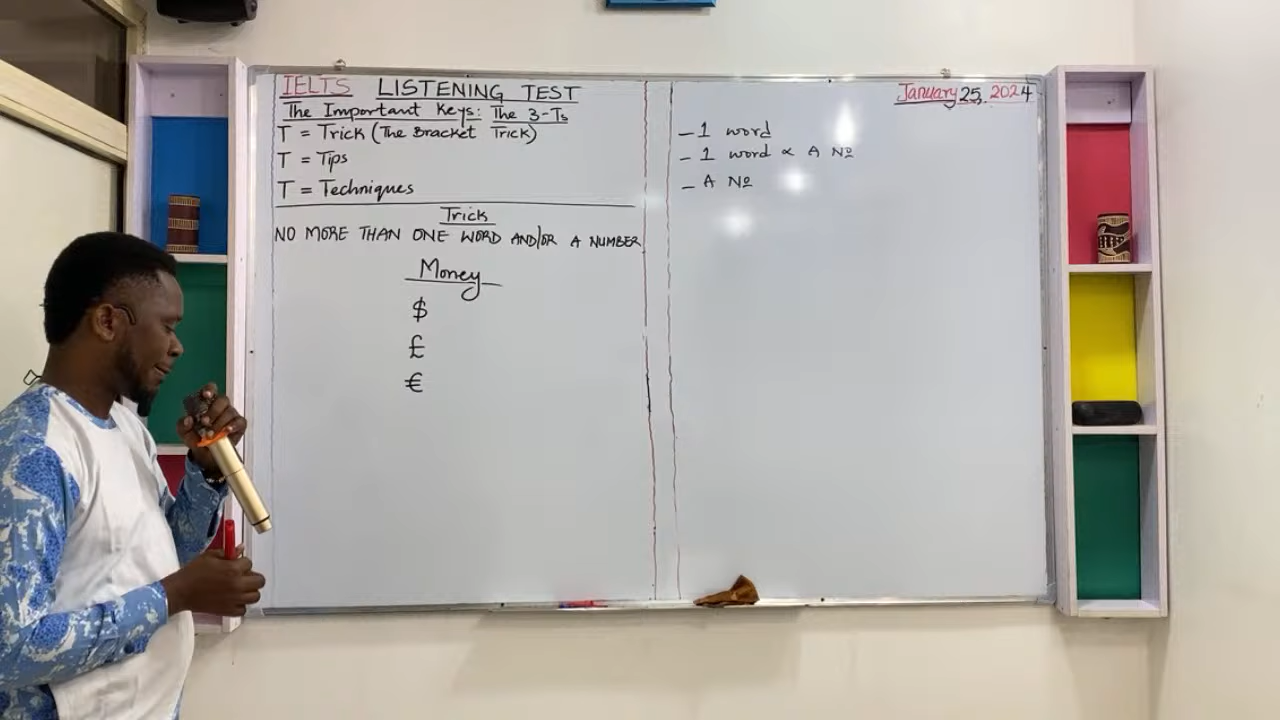 IELTS LISTENING TEST
The Important Keys: The 3-Ts
T = Trick (The Bracket Trick)
T = Tips
T = Techniques
Trick
NO MORE THAN ONE WORD AND/OR A NUMBER
Money
$
£
€
January 25, 2024
- 1 word
- 1 word & A No
- A No